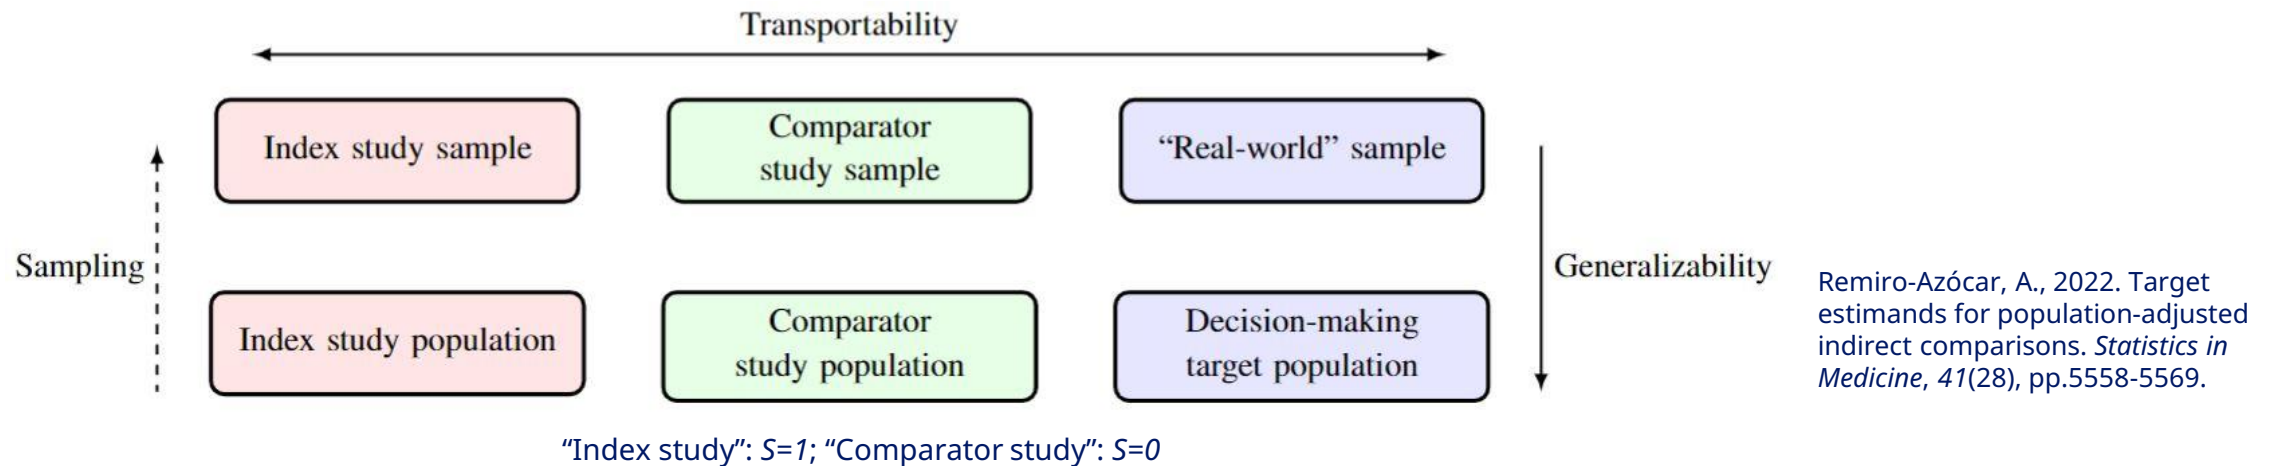 Transportability
Index study sample
Comparator
study sample
“Real-world” sample
Sampling
Generalizability
Index study population
Comparator
study population
Decision-making
target population
Remiro-Azócar, A., 2022. Target
estimands for population-adjusted
indirect comparisons. Statistics in
Medicine, 41(28), pp.5558-5569.
“Index study”: S=1; “Comparator study”: S=0